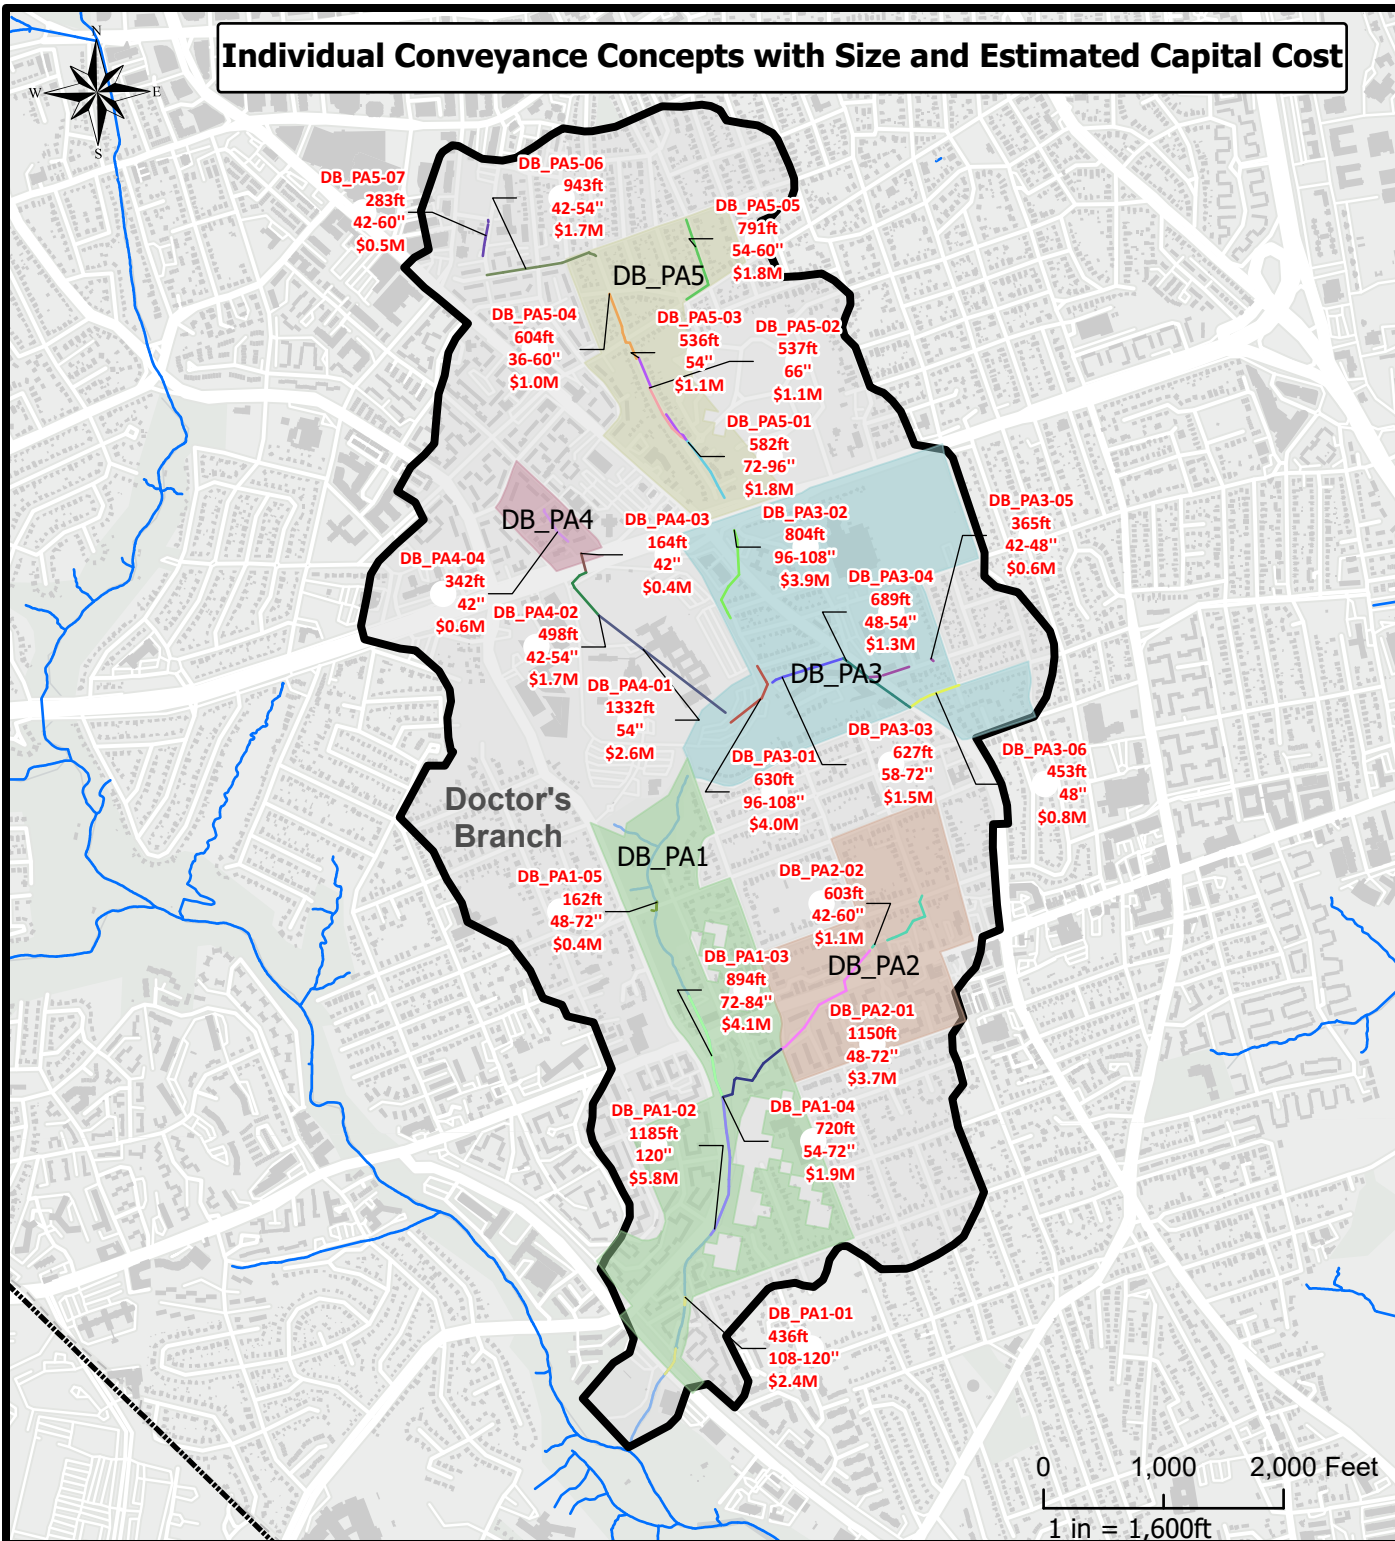 Individual Conveyance Concepts with Size and Estimated Capital Cost
N
W
E
S
DB_PA5-07
283ft
42-60"
$0.5M
DB_PA5-06
943ft
42-54"
$1.7M
DB_PA5-05
791ft
54-60"
$1.8M
DB_PA5
DB_PA5-04
604ft
36-60"
$1.0M
DB_PA5-03
536ft
54"
$1.1M
DB_PA5-02
537ft
66"
$1.1M
DB_PA5-01
582ft
72-96"
$1.8M
DB_PA4
DB_PA4-03
164ft
42"
$0.4M
DB_PA3-02
804ft
96-108"
$3.9M
DB_PA3-05
365ft
42-48"
$0.6M
DB_PA4-04
342ft
42"
$0.6M
DB_PA3-04
689ft
48-54"
$1.3M
DB_PA4-02
498ft
42-54"
$1.7M
DB_PA3
DB_PA4-01
1332ft
54"
$2.6M
DB_PA3-03
627ft
58-72"
$1.5M
DB_PA3-01
630ft
96-108"
$4.0M
DB_PA3-06
453ft
48"
$0.8M
Doctor's
Branch
DB_PA1
DB_PA1-05
162ft
48-72"
$0.4M
DB_PA2-02
603ft
42-60"
$1.1M
DB_PA1-03
894ft
72-84"
$4.1M
DB_PA2
DB_PA2-01
1150ft
48-72"
$3.7M
DB_PA1-02
1185ft
120"
$5.8M
DB_PA1-04
720ft
54-72"
$1.9M
DB_PA1-01
436ft
108-120"
$2.4M
0 1,000 2,000 Feet
1 in = 1,600ft